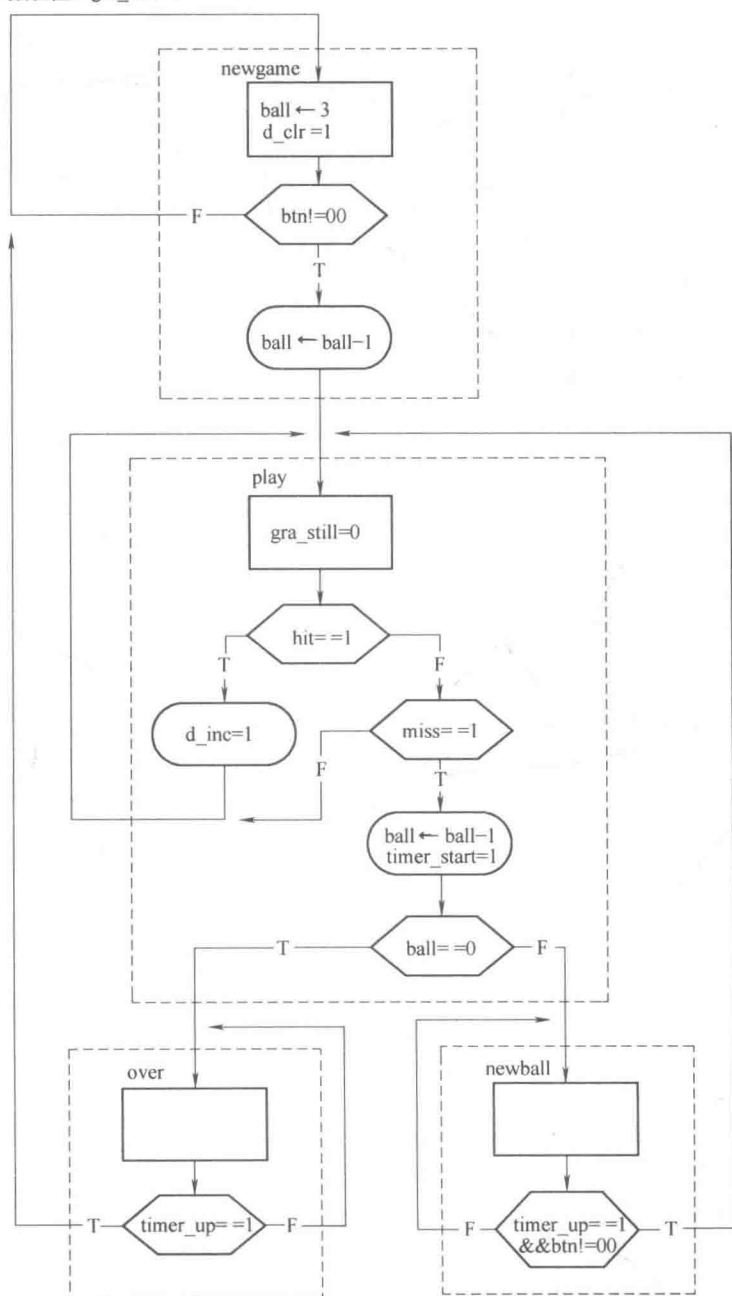 newgame
ball ← 3
d_clr =1
F
btn!=00
T
ball ← ball−1
play
gra_still=0
hit= =1
T
F
d_inc=1
miss= =1
F
T
ball ← ball−1
timer_start=1
T
ball= =0
F
over
newball
T
timer_up= =1
F
F
timer_up= =1
&&btn!=00
T